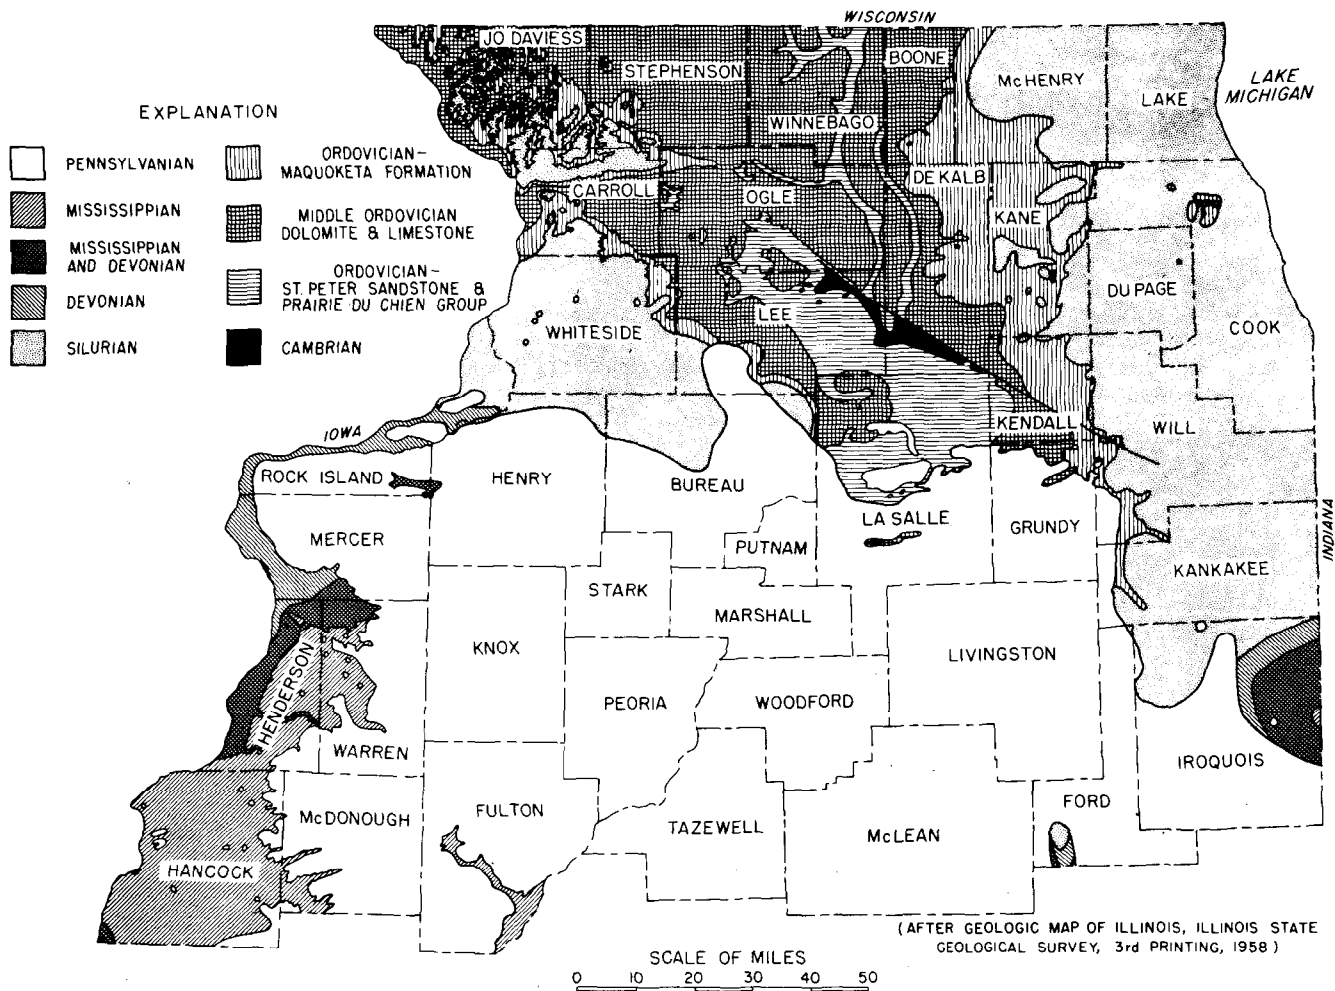 WISCONSIN
JO DAVIESS
STEPHENSON
BOONE
McHENRY
LAKE
LAKE
MICHIGAN
EXPLANATION
WINNEBAGO
PENNSYLVANIAN
MISSISSIPPIAN
MISSISSIPPIAN
AND DEVONIAN
DEVONIAN
SILURIAN
ORDOVICIAN-
MAQUOKETA FORMATION
MIDDLE ORDOVICIAN
DOLOMITE & LIMESTONE
ORDOVICIAN-
ST. PETER SANDSTONE &
PRAIRIE DU CHIEN GROUP
CAMBRIAN
CARROLL
OGLE
DE KALB
KANE
DU PAGE
COOK
WHITESIDE
LEE
KENDALL
WILL
IOWA
ROCK ISLAND
HENRY
BUREAU
LA SALLE
GRUNDY
INDIANA
MERCER
PUTNAM
KANKAKEE
STARK
MARSHALL
KNOX
LIVINGSTON
HENDERSON
PEORIA
WOODFORD
WARREN
IROQUOIS
FORD
McDONOUGH
FULTON
TAZEWELL
McLEAN
HANCOCK
(AFTER GEOLOGIC MAP OF ILLINOIS, ILLINOIS STATE
GEOLOGICAL SURVEY, 3rd PRINTING, 1958)
SCALE OF MILES
0 10 20 30 40 50